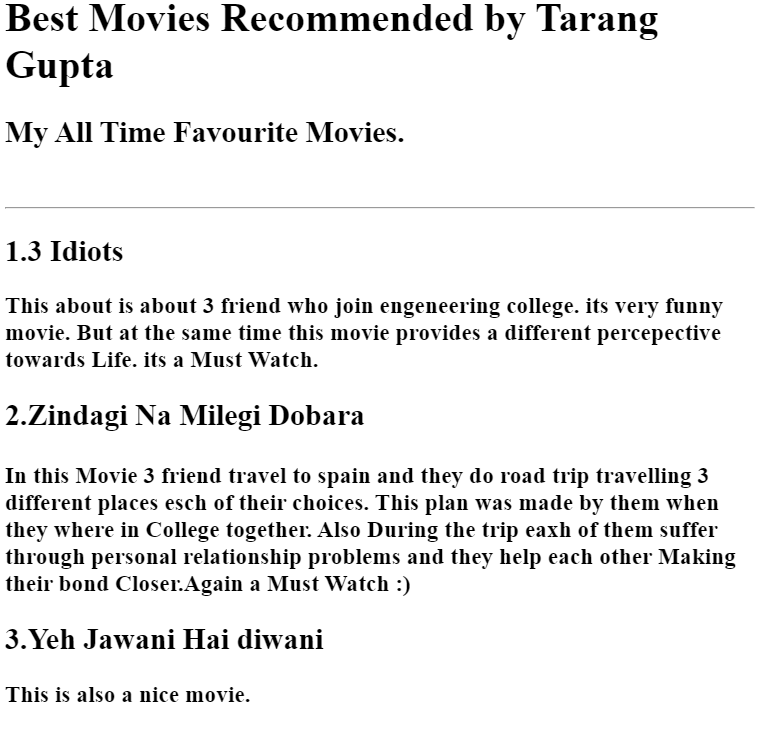 Best Movies Recommended by Tarang
Gupta
My All Time Favourite Movies.
1.3 Idiots
This about is about 3 friend who join engeneering college. its very funny
movie. But at the same time this movie provides a different percepective
towards Life. its a Must Watch.
2.Zindagi Na Milegi Dobara
In this Movie 3 friend travel to spain and they do road trip travelling 3
different places esch of their choices. This plan was made by them when
they where in College together. Also During the trip eaxh of them suffer
through personal relationship problems and they help each other Making
their bond Closer.Again a Must Watch :)
3.Yeh Jawani Hai diwani
This is also a nice movie.